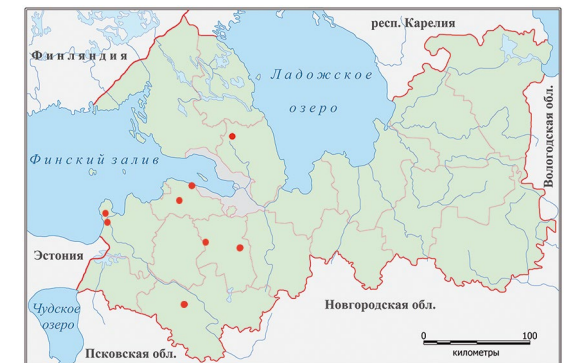 респ. Карелия
Финляндия
Ладожское
озеро
Вологодская обл.
Финский залив
Эстония
Чудское
озеро
Новгородская обл.
Псковская обл.
0
100
километры